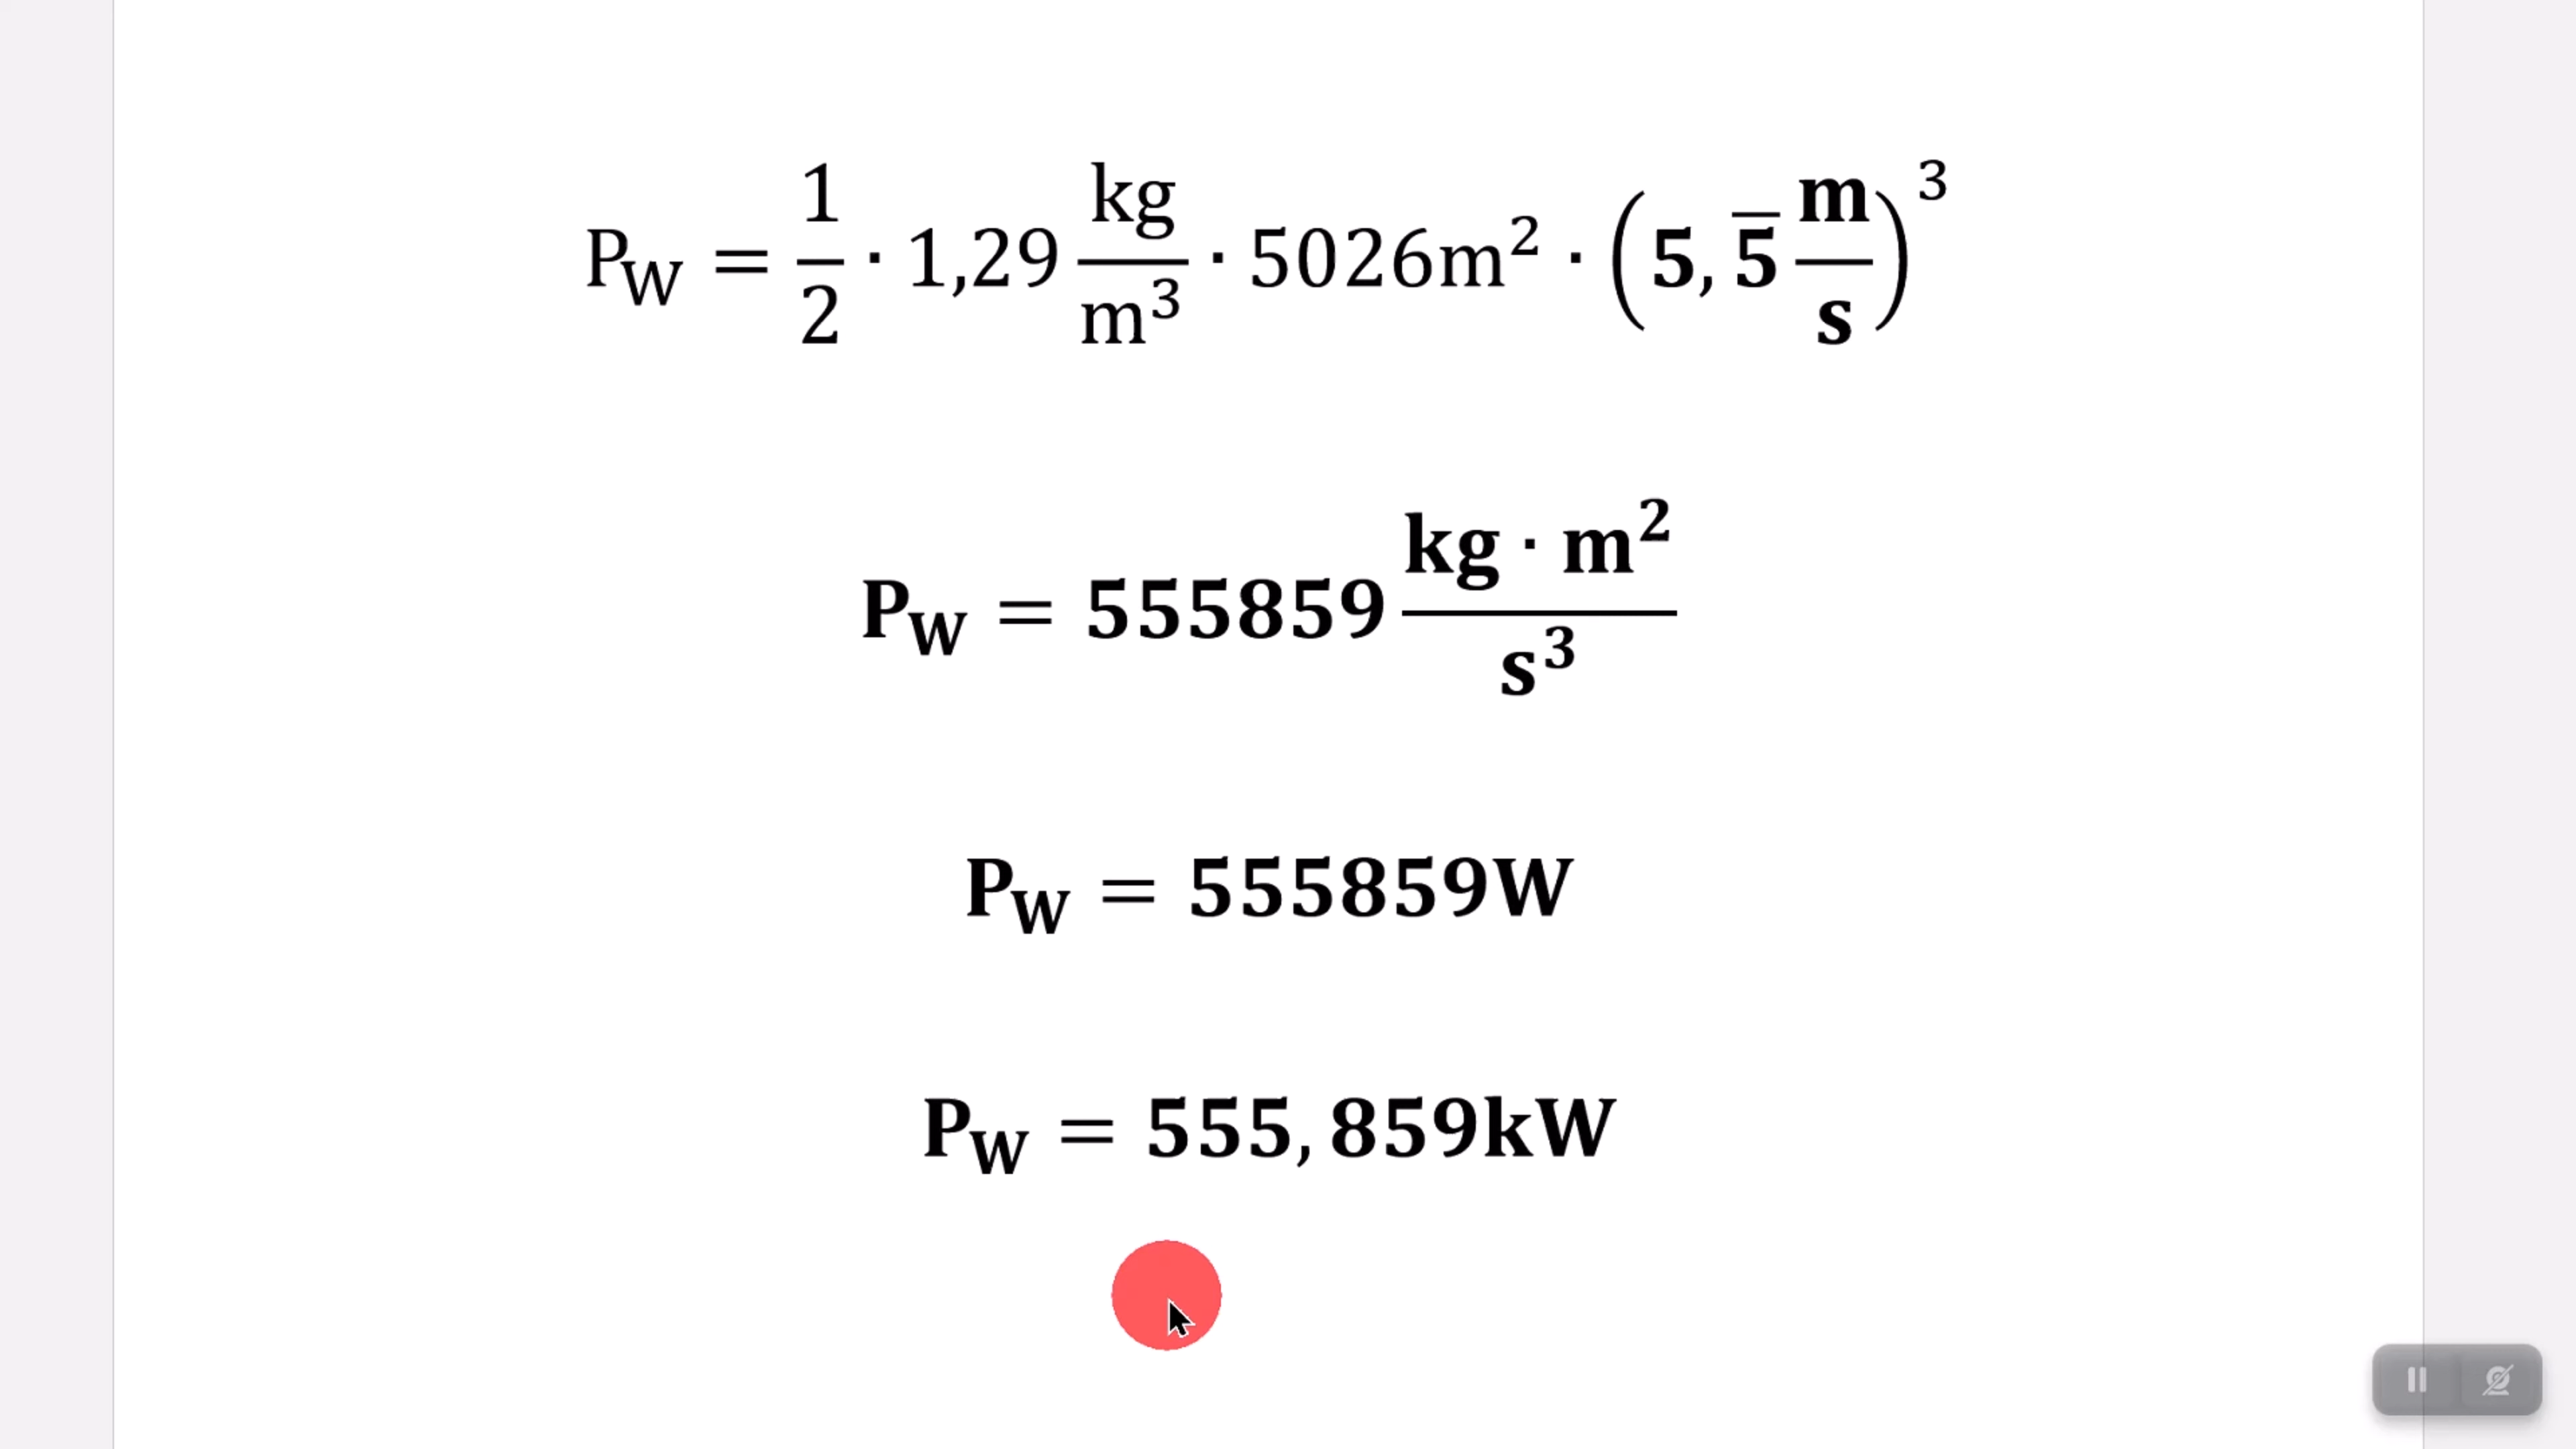 P_W = 1/2 · 1,29 kg/m³ · 5026m² · (5,5̅ m/s)³
P_W = 555859 kg · m²/s³
P_W = 555859W
P_W = 555,859kW